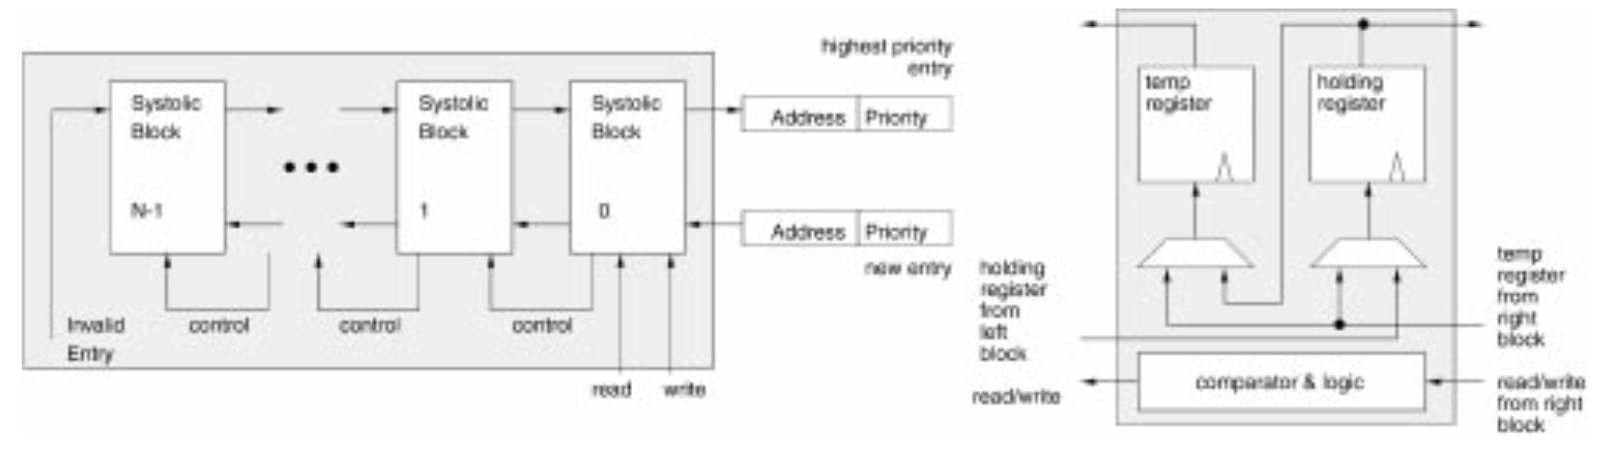 highest priority
entry
Systolic
Block
N-1
Systolic
Block
1
Systolic
Block
0
Address Priority
Address Priority
new entry
Invalid
Entry
control
control
control
read
write
temp
register
holding
register
holding
register
from
left
block
temp
register
from
right
block
comparator & logic
read/write
read/write
from right
block